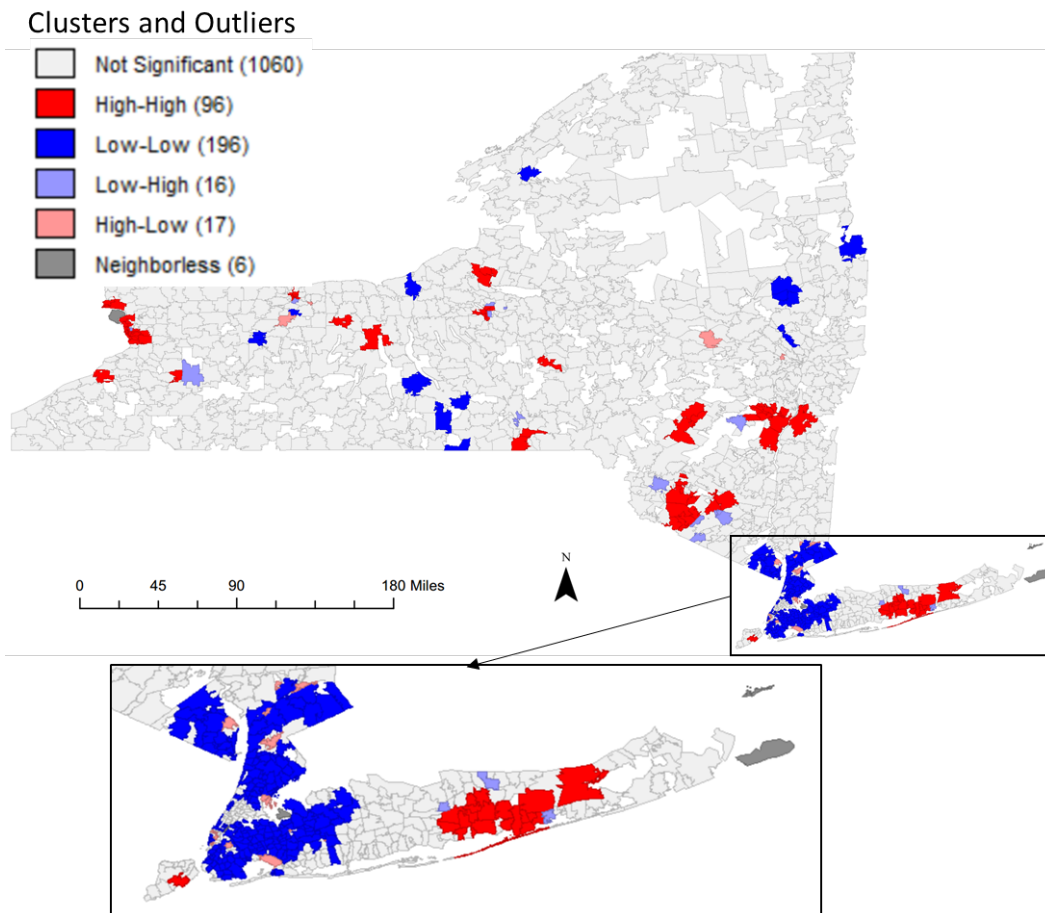 Clusters and Outliers
Not Significant (1060)
High-High (96)
Low-Low (196)
Low-High (16)
High-Low (17)
Neighborless (6)
N
0 45 90 180 Miles